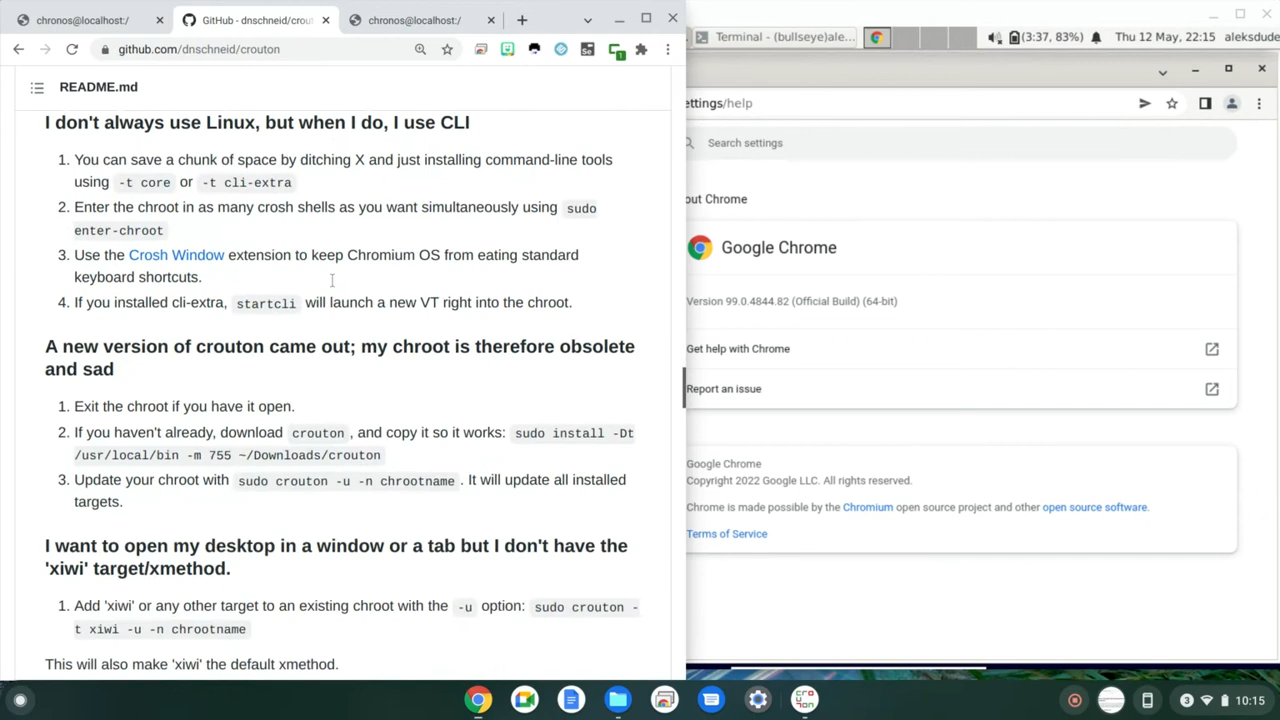 chronos@localhost:/
GitHub - dnschneid/crout
chronos@localhost:/
github.com/dnschneid/crouton
README.md
I don't always use Linux, but when I do, I use CLI
1. You can save a chunk of space by ditching X and just installing command-line tools
using -t core or -t cli-extra
2. Enter the chroot in as many crosh shells as you want simultaneously using sudo
enter-chroot
3. Use the Crosh Window extension to keep Chromium OS from eating standard
keyboard shortcuts.
4. If you installed cli-extra, startcli will launch a new VT right into the chroot.
A new version of crouton came out; my chroot is therefore obsolete
and sad
1. Exit the chroot if you have it open.
2. If you haven't already, download crouton, and copy it so it works: sudo install -Dt
/usr/local/bin -m 755 ~/Downloads/crouton
3. Update your chroot with sudo crouton -u -n chrootname. It will update all installed
targets.
I want to open my desktop in a window or a tab but I don't have the
'xiwi' target/xmethod.
1. Add 'xiwi' or any other target to an existing chroot with the -u option: sudo crouton -
t xiwi -u -n chrootname
This will also make 'xiwi' the default xmethod.
Terminal - (bullseye)ale...
(3:37, 83%)
Thu 12 May, 22:15
aleksdude
ettings/help
Search settings
out Chrome
Google Chrome
Version 99.0.4844.82 (Official Build) (64-bit)
Get help with Chrome
Report an issue
Google Chrome
Copyright 2022 Google LLC. All rights reserved.
Chrome is made possible by the Chromium open source project and other open source software.
Terms of Service
3
10:15